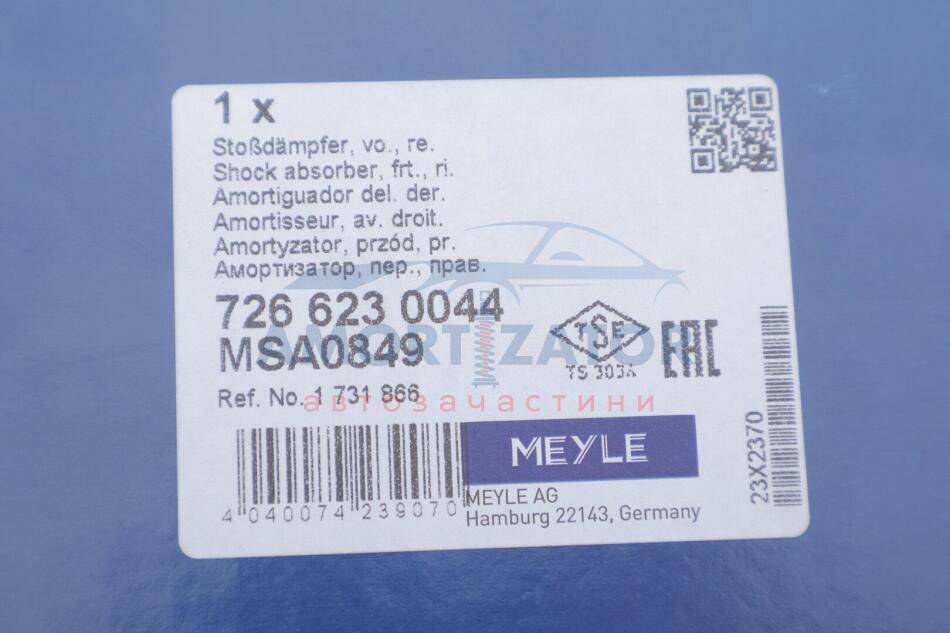 1 x
Stoßdämpfer, vo., re.
Shock absorber, frt., ri.
Amortiguador del. der.
Amortisseur, av. droit.
Amortyzator, przód, pr.
Амортизатор, пер., прав.
726 623 0044
MSA0849
Ref. No. 1 731 866
TSE
TS 303A
EAC
AMORTIZATOR
автозачастини
MEYLE
4 040074 239070
MEYLE AG
Hamburg 22143, Germany
23X2370